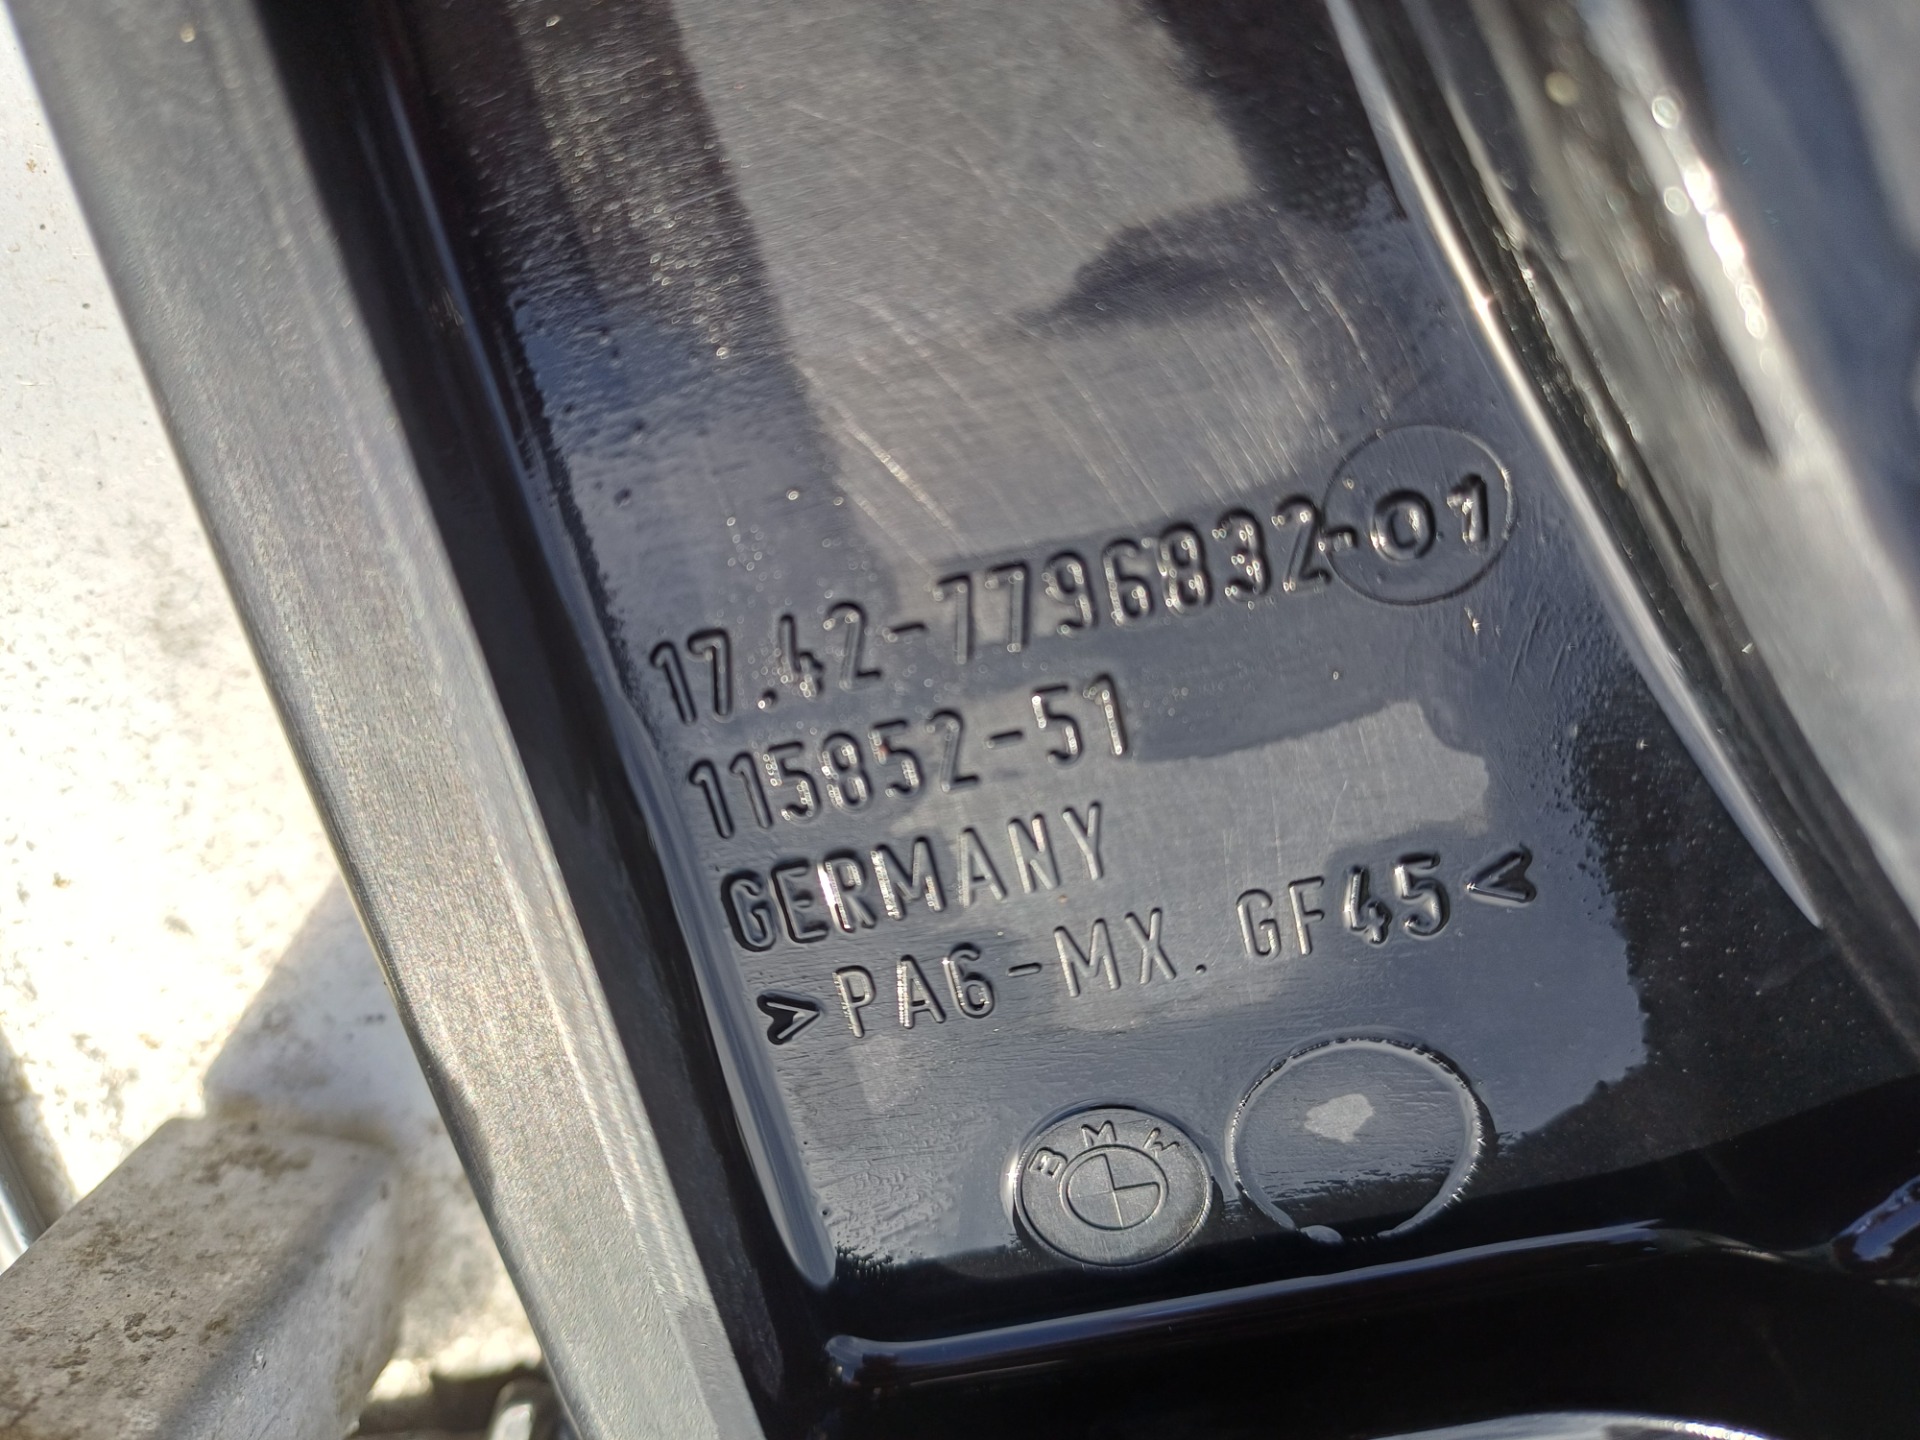 17.42-7796832-01
115852-51
GERMANY
>PA6-MX. GF45<
BMW